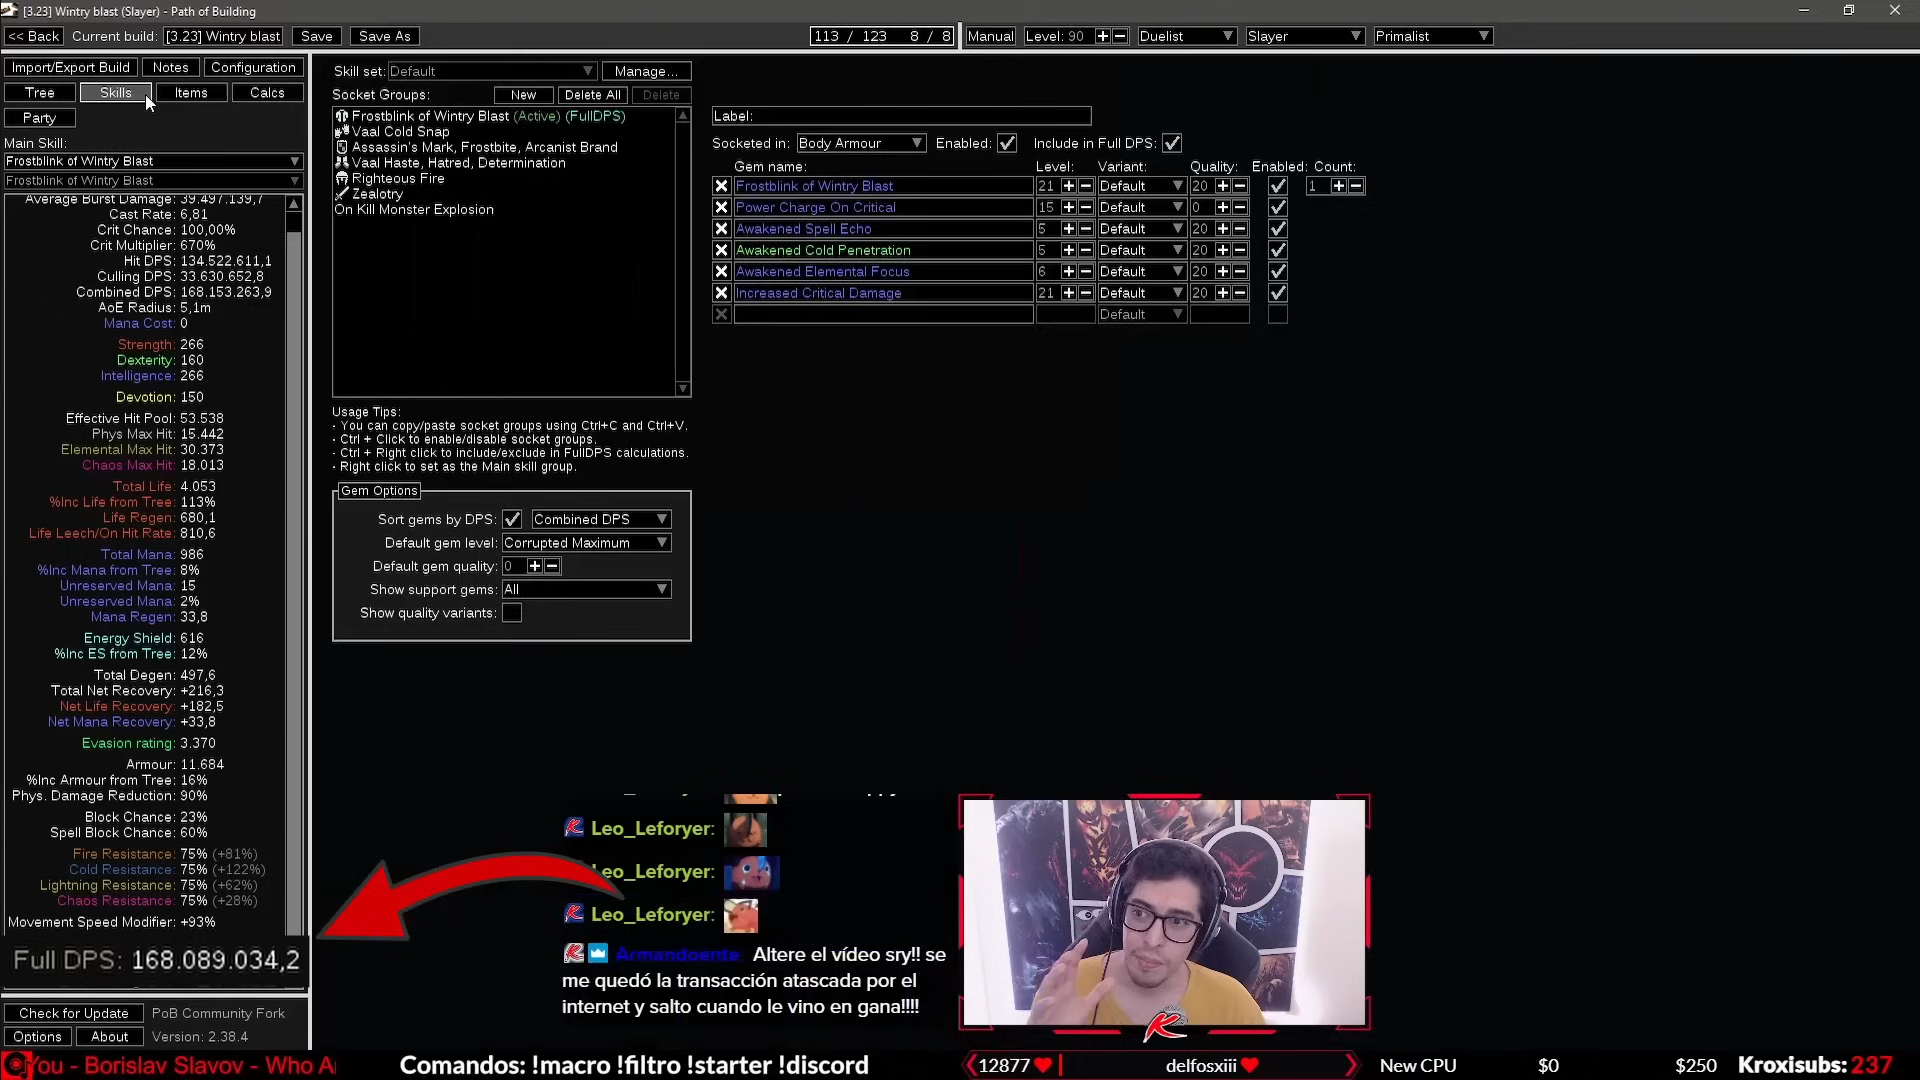 [3.23] Wintry blast (Slayer) - Path of Building
<< Back Current build: [3.23] Wintry blast Save Save As 113 / 123 8 / 8 Manual Level: 90 Duelist Slayer Primalist
Import/Export Build Notes Configuration
Tree Skills Items Calcs
Party
Main Skill:
Frostblink of Wintry Blast
Frostblink of Wintry Blast
Average Burst Damage: 39.497.139,7
Cast Rate: 6,81
Crit Chance: 100,00%
Crit Multiplier: 670%
Hit DPS: 134.522.611,1
Culling DPS: 33.630.652,8
Combined DPS: 168.153.263,9
AoE Radius: 5,1m
Mana Cost: 0
Strength: 266
Dexterity: 160
Intelligence: 266
Devotion: 150
Effective Hit Pool: 53.538
Phys Max Hit: 15.442
Elemental Max Hit: 30.373
Chaos Max Hit: 18.013
Total Life: 4.053
%Inc Life from Tree: 113%
Life Regen: 680,1
Life Leech/On Hit Rate: 810,6
Total Mana: 986
%Inc Mana from Tree: 8%
Unreserved Mana: 15
Unreserved Mana: 2%
Mana Regen: 33,8
Energy Shield: 616
%Inc ES from Tree: 12%
Total Degen: 497,6
Total Net Recovery: +216,3
Net Life Recovery: +182,5
Net Mana Recovery: +33,8
Evasion rating: 3.370
Armour: 11.684
%Inc Armour from Tree: 16%
Phys. Damage Reduction: 90%
Block Chance: 23%
Spell Block Chance: 60%
Fire Resistance: 75% (+81%)
Cold Resistance: 75% (+122%)
Lightning Resistance: 75% (+62%)
Chaos Resistance: 75% (+28%)
Movement Speed Modifier: +93%
Full DPS: 168.089.034,2
Check for Update PoB Community Fork
Options About Version: 2.38.4
Skill set: Default Manage...
Socket Groups: New Delete All Delete
Frostblink of Wintry Blast (Active) (FullDPS)
Vaal Cold Snap
Assassin's Mark, Frostbite, Arcanist Brand
Vaal Haste, Hatred, Determination
Righteous Fire
Zealotry
On Kill Monster Explosion
Usage Tips:
- You can copy/paste socket groups using Ctrl+C and Ctrl+V.
- Ctrl + Click to enable/disable socket groups.
- Ctrl + Right click to include/exclude in FullDPS calculations.
- Right click to set as the Main skill group.
Gem Options
Sort gems by DPS: Combined DPS
Default gem level: Corrupted Maximum
Default gem quality: 0
Show support gems: All
Show quality variants:
Label:
Socketed in: Body Armour Enabled: Include in Full DPS:
Gem name: Level: Variant: Quality: Enabled: Count:
Frostblink of Wintry Blast 21 Default 20 1
Power Charge On Critical 15 Default 0
Awakened Spell Echo 5 Default 20
Awakened Cold Penetration 5 Default 20
Awakened Elemental Focus 6 Default 20
Increased Critical Damage 21 Default 20
Default
Leo_Leforyer:
Leo_Leforyer:
Leo_Leforyer:
Armandoente Altere el vídeo sry!! se
me quedó la transacción atascada por el
internet y salto cuando le vino en gana!!!!
You - Borislav Slavov - Who A
Comandos: !macro !filtro !starter !discord
12877 delfosxiii New CPU $0 $250 Kroxisubs: 237